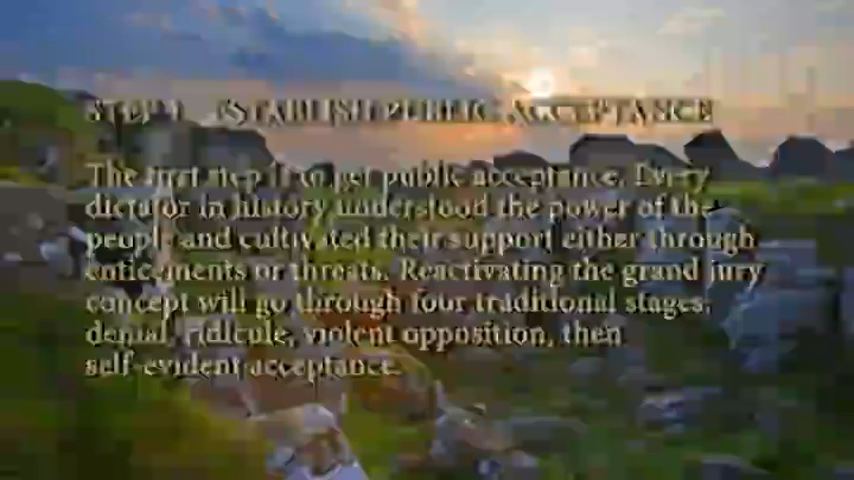 STEP 1 ESTABLISH PUBLIC ACCEPTANCE
The first step is to get public acceptance. Every
dictator in history understood the power of the
people and cultivated their support either through
enticements or threats. Reactivating the grand jury
concept will go through four traditional stages:
denial, ridicule, violent opposition, then
self-evident acceptance.